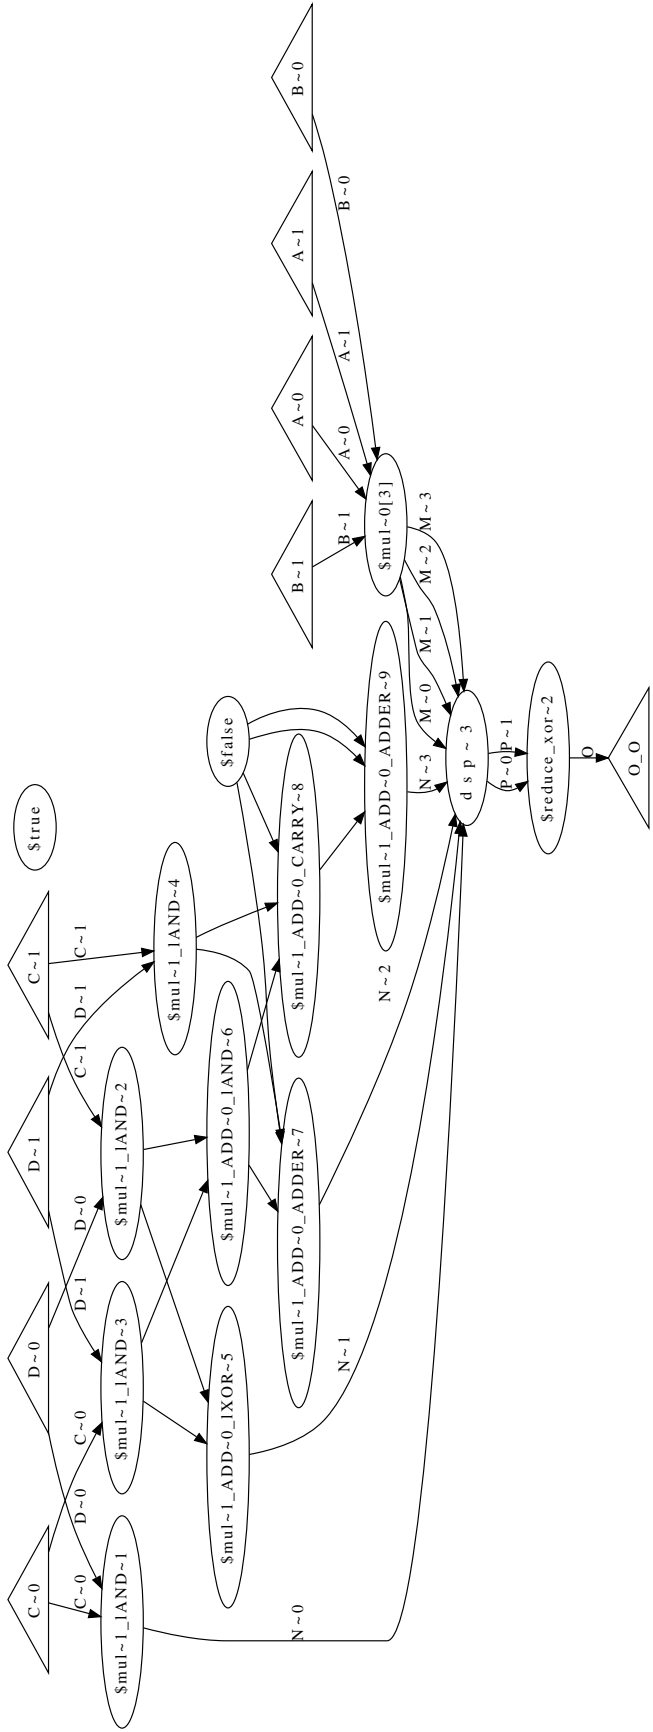 C~0
D~0
D~1
C~1
$true
C~0
D~0
C~0
D~1
D~0
C~1
D~1
C~1
$mul~1_lAND~1
$mul~1_lAND~3
$mul~1_lAND~2
$mul~1_lAND~4
$mul~1_ADD~0_lXOR~5
$mul~1_ADD~0_lAND~6
$false
$mul~1_ADD~0_ADDER~7
$mul~1_ADD~0_CARRY~8
B~1
A~0
A~1
B~0
N~0
N~1
B~1
A~0
A~1
B~0
N~2
$mul~1_ADD~0_ADDER~9
$mul~0[3]
N~3
M~0
M~1
M~2
M~3
dsp~3
P~0
P~1
$reduce_xor~2
O
O_O